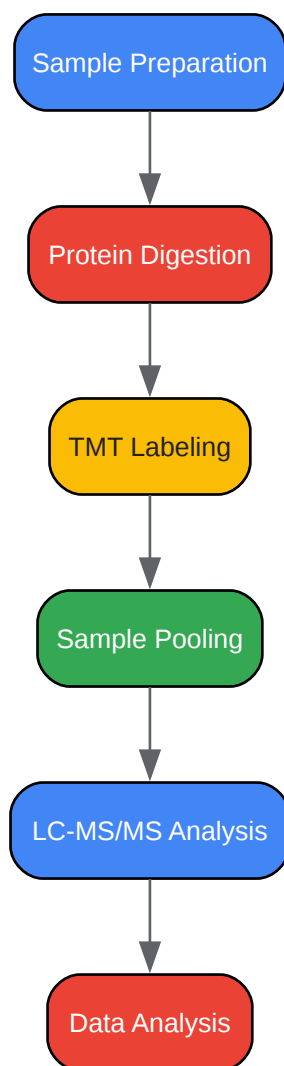 Sample Preparation
Protein Digestion
TMT Labeling
Sample Pooling
LC-MS/MS Analysis
Data Analysis